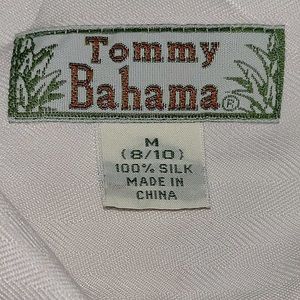 Tommy
Bahama®
M
(8/10)
100% SILK
MADE IN
CHINA